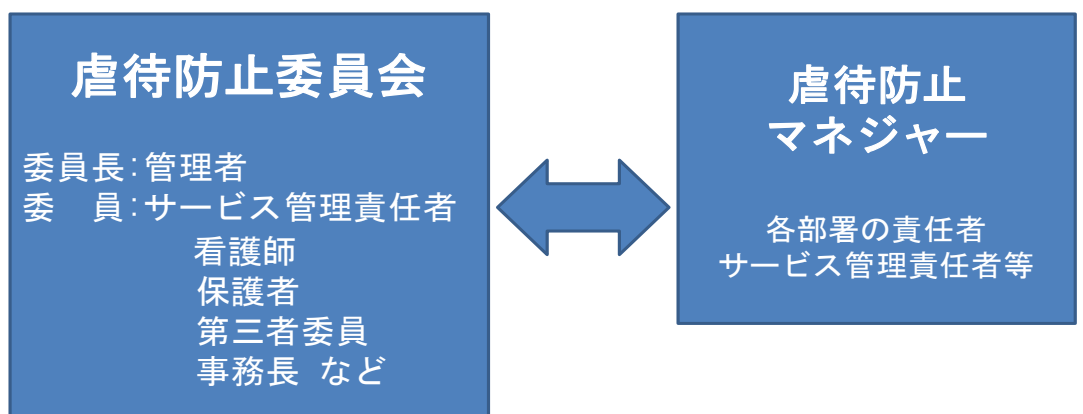 虐待防止委員会
委員長：管理者
委　員：サービス管理責任者
看護師
保護者
第三者委員
事務長 など
虐待防止
マネジャー
各部署の責任者
サービス管理責任者等